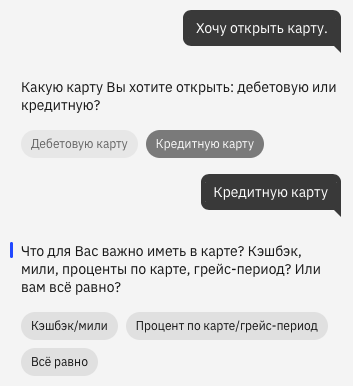 Хочу открыть карту.
Какую карту Вы хотите открыть: дебетовую или
кредитную?
Дебетовую карту
Кредитную карту
Кредитную карту
Что для Вас важно иметь в карте? Кэшбэк,
мили, проценты по карте, грейс-период? Или
вам всё равно?
Кэшбэк/мили
Процент по карте/грейс-период
Всё равно